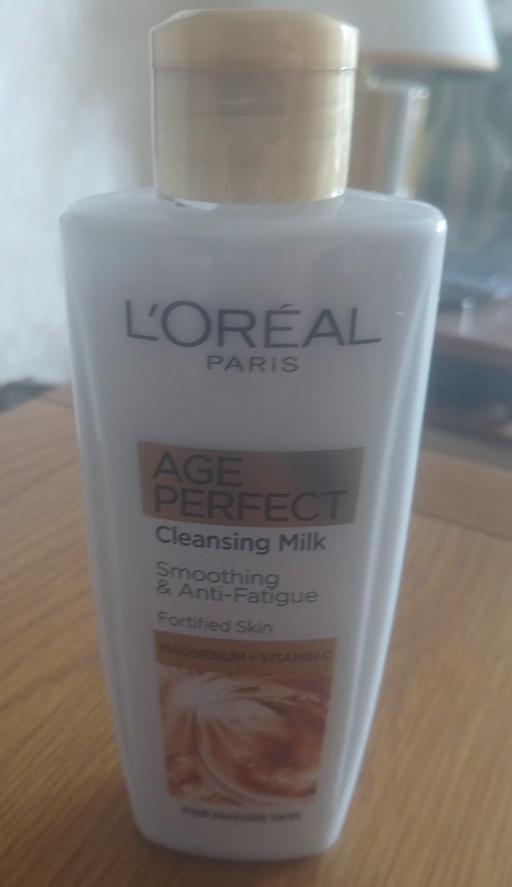 L'ORÉAL
PARiS
AGE
PERFECT
Cleansing Milk
Smoothing
& Anti-Fatigue
Fortified Skin
MAGNESIUM + VITAMIN C
FOR MATURE SKIN